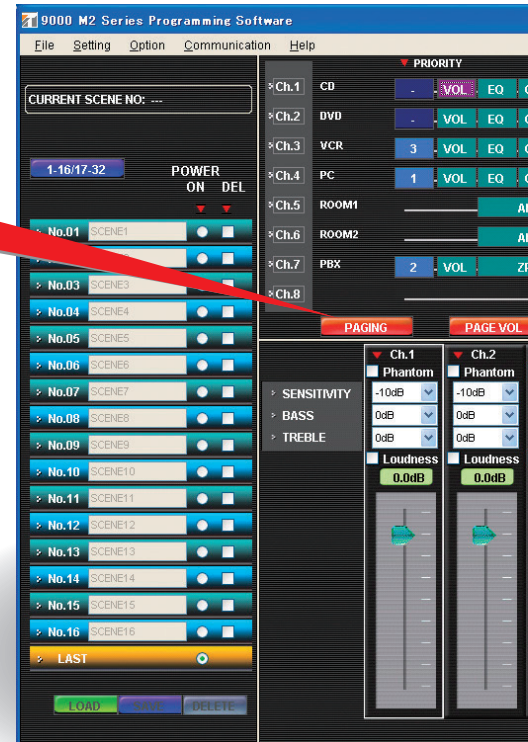 9000 M2 Series Programming Software
File Setting Option Communication Help
CURRENT SCENE NO: ---
1-16/17-32
POWER
ON DEL
No.01 SCENE1
No.03 SCENE3
No.04 SCENE4
No.05 SCENE5
No.06 SCENE6
No.07 SCENE7
No.08 SCENE8
No.09 SCENE9
No.10 SCENE10
No.11 SCENE11
No.12 SCENE12
No.13 SCENE13
No.14 SCENE14
No.15 SCENE15
No.16 SCENE16
LAST
LOAD SAVE DELETE
PRIORITY
Ch.1 CD - VOL EQ
Ch.2 DVD - VOL EQ
Ch.3 VCR 3 VOL EQ
Ch.4 PC 1 VOL EQ
Ch.5 ROOM1
Ch.6 ROOM2
Ch.7 PBX 2 VOL
Ch.8
PAGING PAGE VOL
Ch.1 Ch.2
Phantom Phantom
SENSITIVITY -10dB -10dB
BASS 0dB 0dB
TREBLE 0dB 0dB
Loudness Loudness
0.0dB 0.0dB